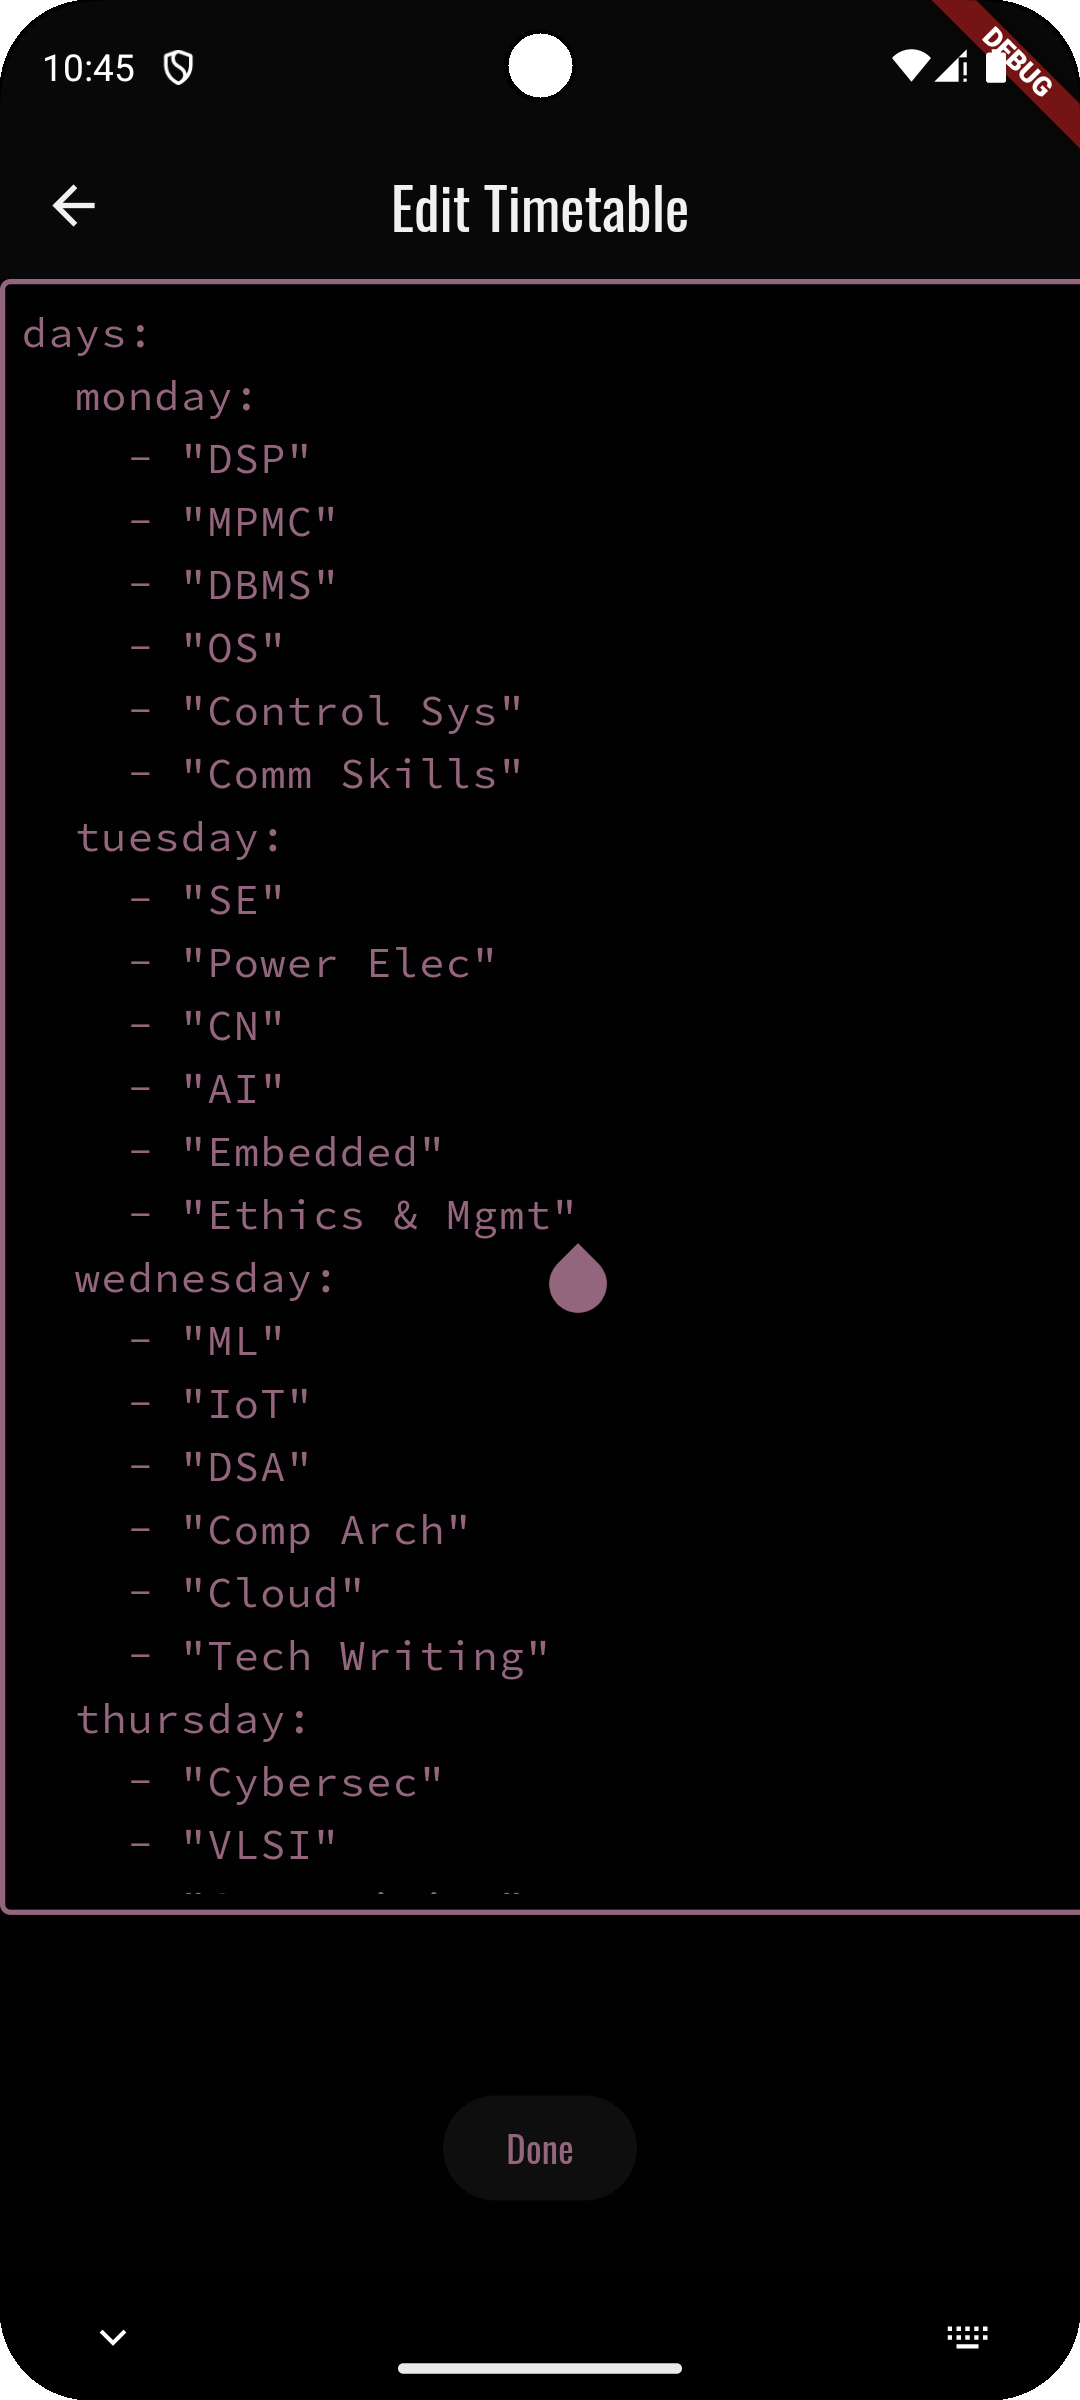 10:45
DEBUG
Edit Timetable
days:
  monday:
    - "DSP"
    - "MPMC"
    - "DBMS"
    - "OS"
    - "Control Sys"
    - "Comm Skills"
  tuesday:
    - "SE"
    - "Power Elec"
    - "CN"
    - "AI"
    - "Embedded"
    - "Ethics & Mgmt"
  wednesday:
    - "ML"
    - "IoT"
    - "DSA"
    - "Comp Arch"
    - "Cloud"
    - "Tech Writing"
  thursday:
    - "Cybersec"
    - "VLSI"
Done